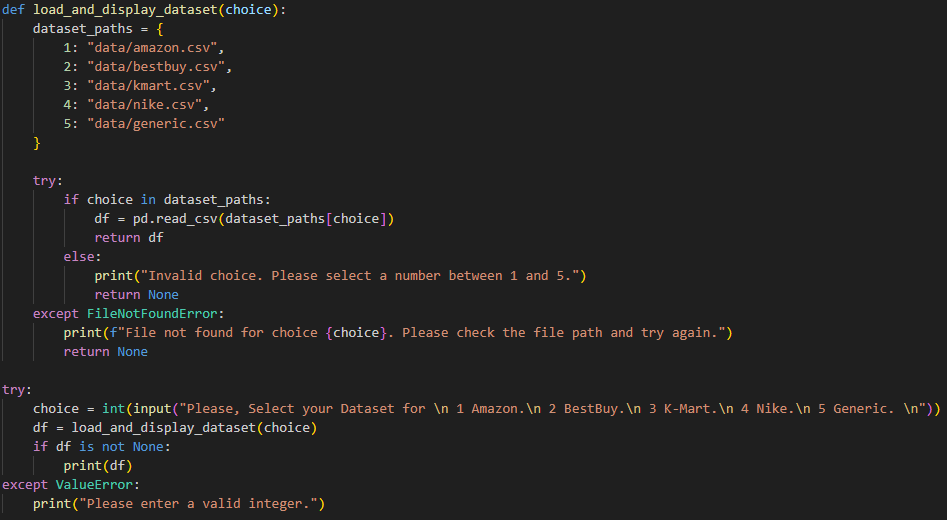 def load_and_display_dataset(choice):
    dataset_paths = {
        1: "data/amazon.csv",
        2: "data/bestbuy.csv",
        3: "data/kmart.csv",
        4: "data/nike.csv",
        5: "data/generic.csv"
    }

    try:
        if choice in dataset_paths:
            df = pd.read_csv(dataset_paths[choice])
            return df
        else:
            print("Invalid choice. Please select a number between 1 and 5.")
            return None
    except FileNotFoundError:
        print(f"File not found for choice {choice}. Please check the file path and try again.")
        return None

try:
    choice = int(input("Please, Select your Dataset for \n 1 Amazon.\n 2 BestBuy.\n 3 K-Mart.\n 4 Nike.\n 5 Generic. \n"))
    df = load_and_display_dataset(choice)
    if df is not None:
        print(df)
except ValueError:
    print("Please enter a valid integer.")